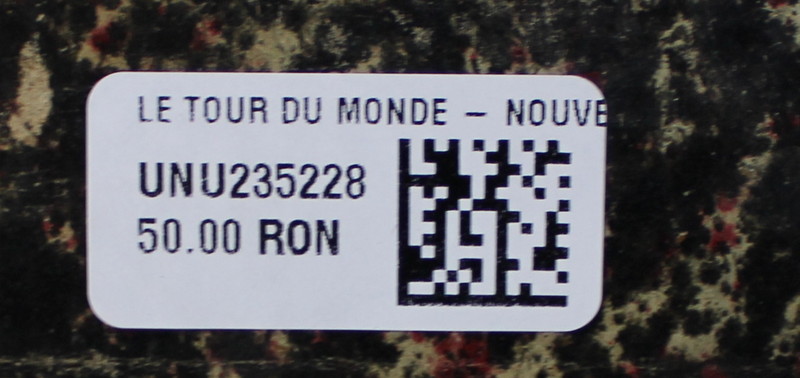 LE TOUR DU MONDE – NOUVE
UNU235228
50.00 RON